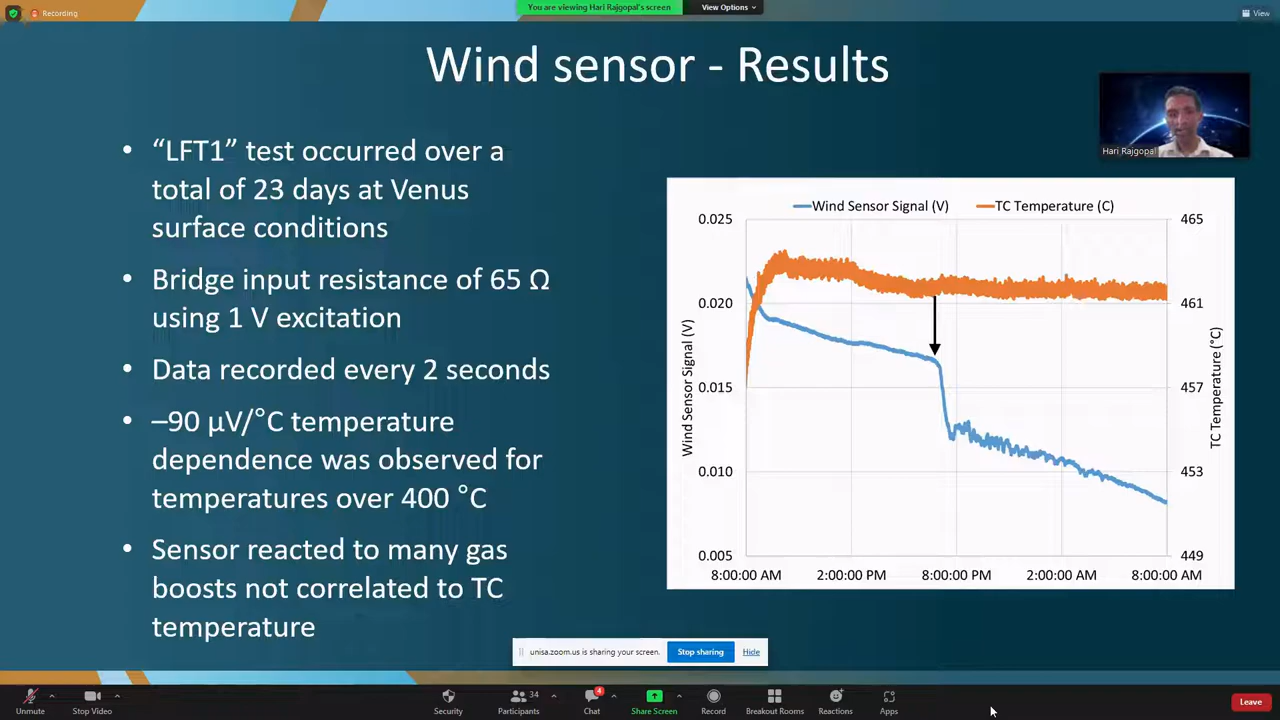 Recording
You are viewing Hari Rajgopal's screen
View Options
View
Wind sensor - Results
Hari Rajgopal
• "LFT1" test occurred over a
total of 23 days at Venus
surface conditions
• Bridge input resistance of 65 Ω
using 1 V excitation
• Data recorded every 2 seconds
• –90 µV/°C temperature
dependence was observed for
temperatures over 400 °C
• Sensor reacted to many gas
boosts not correlated to TC
temperature
Wind Sensor Signal (V)
TC Temperature (C)
0.025
0.020
0.015
0.010
0.005
Wind Sensor Signal (V)
465
461
457
453
449
TC Temperature (°C)
8:00:00 AM
2:00:00 PM
8:00:00 PM
2:00:00 AM
8:00:00 AM
unisa.zoom.us is sharing your screen.
Stop sharing
Hide
Unmute
Stop Video
Security
34
Participants
4
Chat
Share Screen
Record
Breakout Rooms
Reactions
Apps
Leave